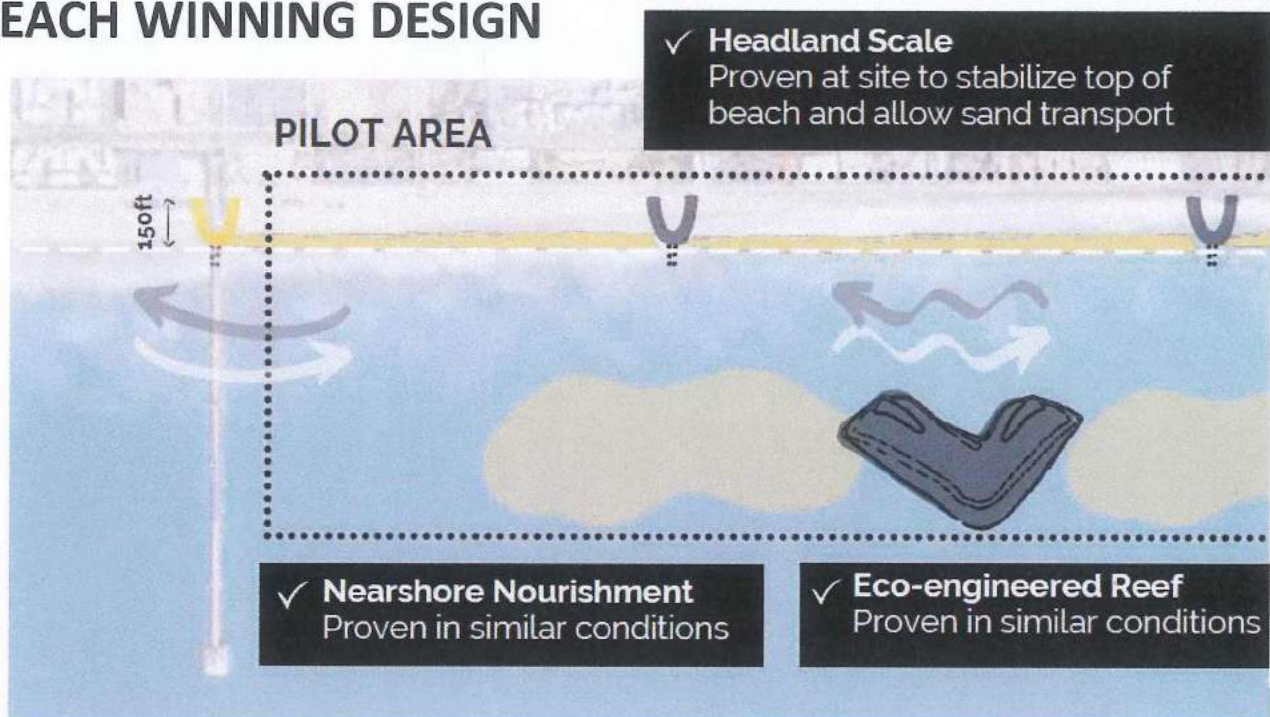 EACH WINNING DESIGN
✓ Headland Scale
Proven at site to stabilize top of
beach and allow sand transport
PILOT AREA
150ft
✓ Nearshore Nourishment
Proven in similar conditions
✓ Eco-engineered Reef
Proven in similar conditions